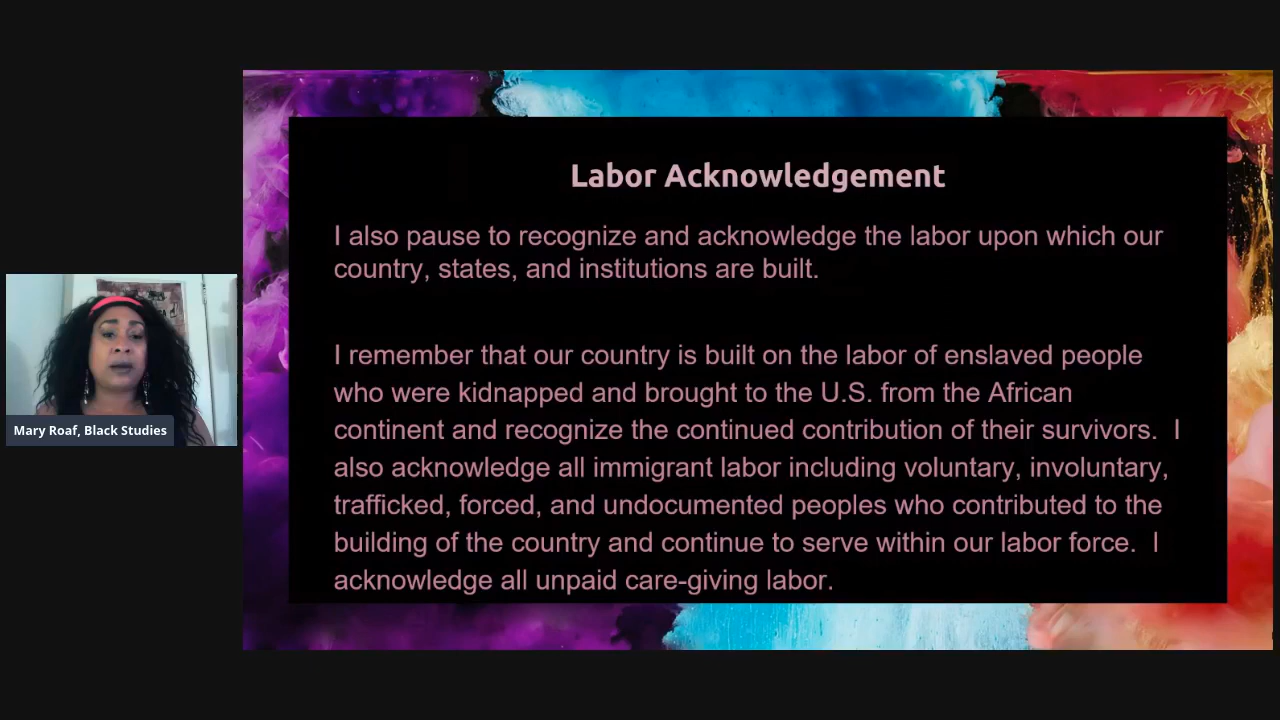 Labor Acknowledgement
I also pause to recognize and acknowledge the labor upon which our
country, states, and institutions are built.
I remember that our country is built on the labor of enslaved people
who were kidnapped and brought to the U.S. from the African
continent and recognize the continued contribution of their survivors.  I
also acknowledge all immigrant labor including voluntary, involuntary,
trafficked, forced, and undocumented peoples who contributed to the
building of the country and continue to serve within our labor force.  I
acknowledge all unpaid care-giving labor.
Mary Roaf, Black Studies